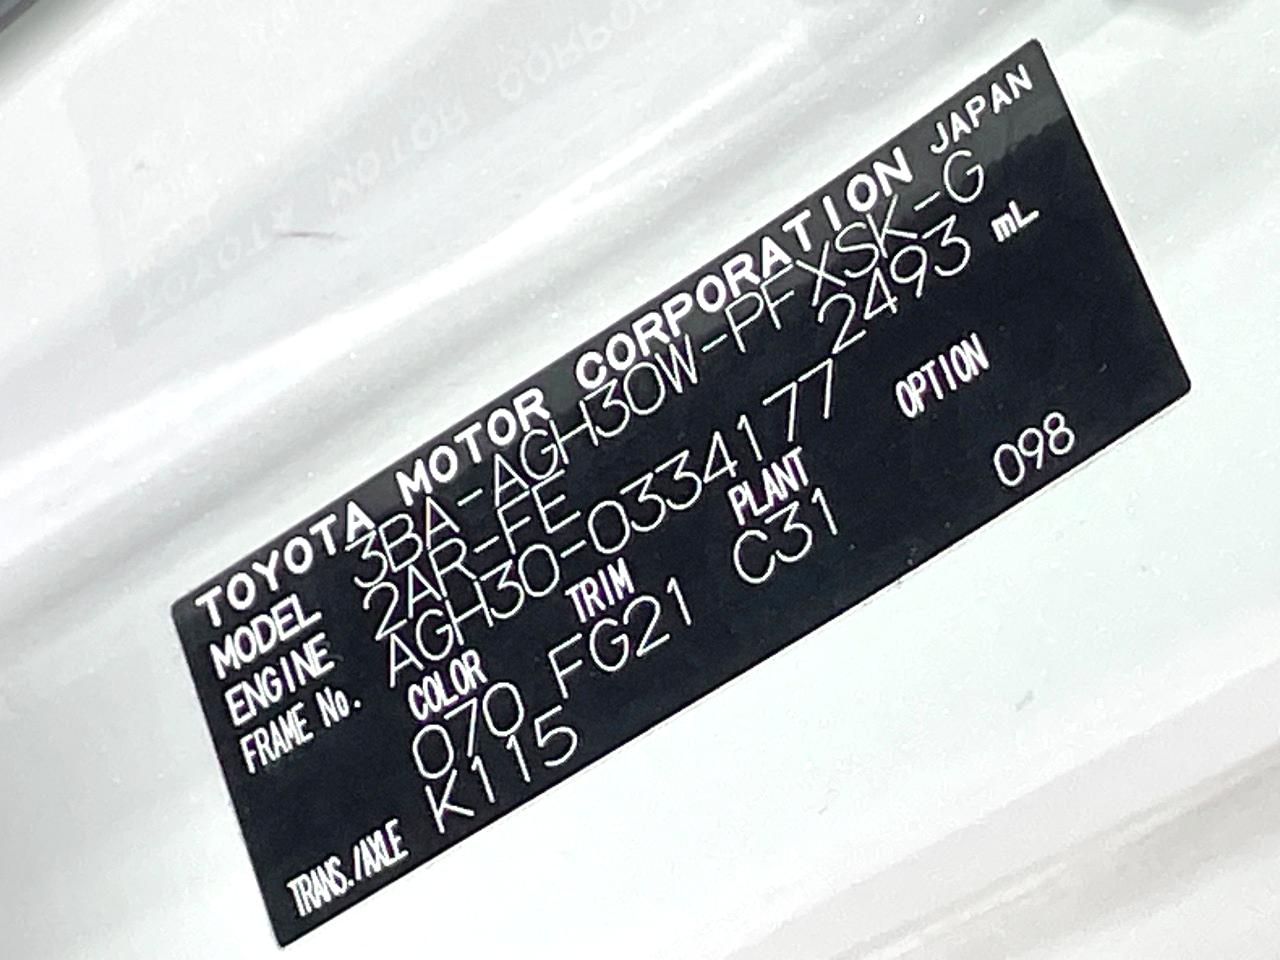 TOYOTA MOTOR CORPORATION JAPAN
MODEL 3BA-AGH30W-PFXSK-G
ENGINE 2AR-FE 2493 mL
FRAME No. AGH30-0334177
COLOR TRIM PLANT OPTION
070 FG21 C31 098
TRANS./AXLE K115